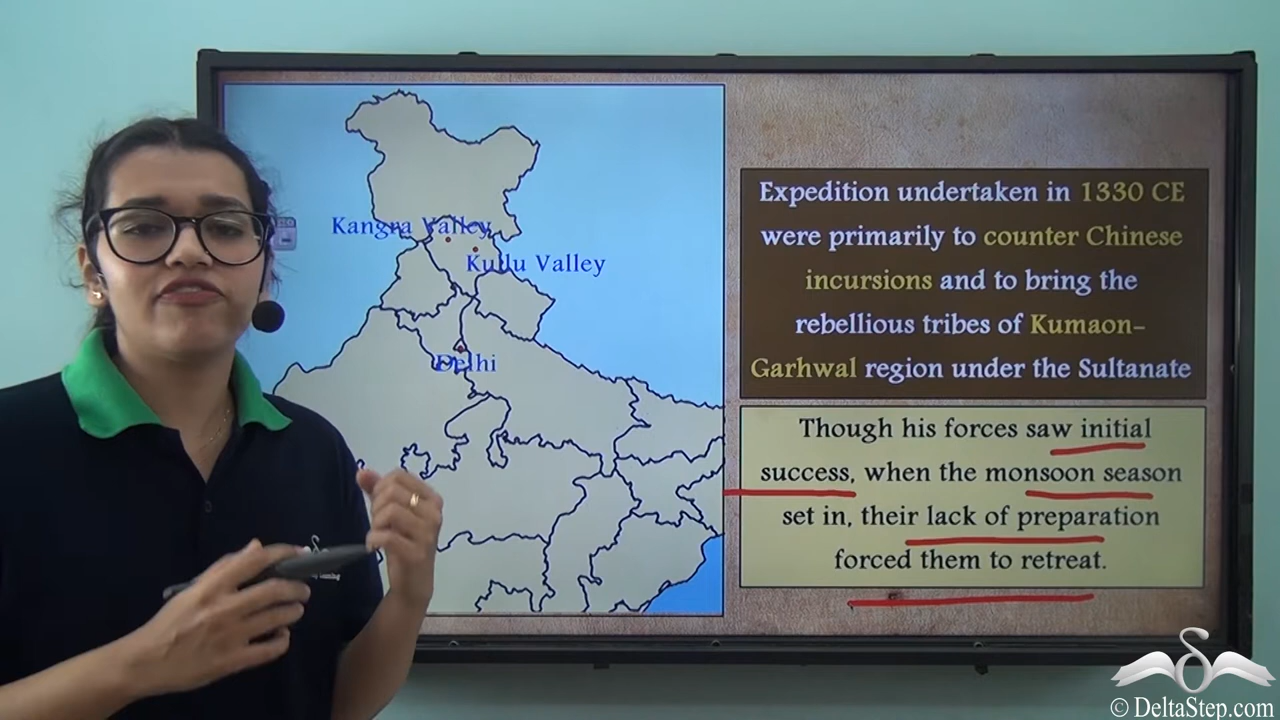 Kangra Valley
Kullu Valley
Delhi
Expedition undertaken in 1330 CE
were primarily to counter Chinese
incursions and to bring the
rebellious tribes of Kumaon-
Garhwal region under the Sultanate
Though his forces saw initial
success, when the monsoon season
set in, their lack of preparation
forced them to retreat.
© DeltaStep.com